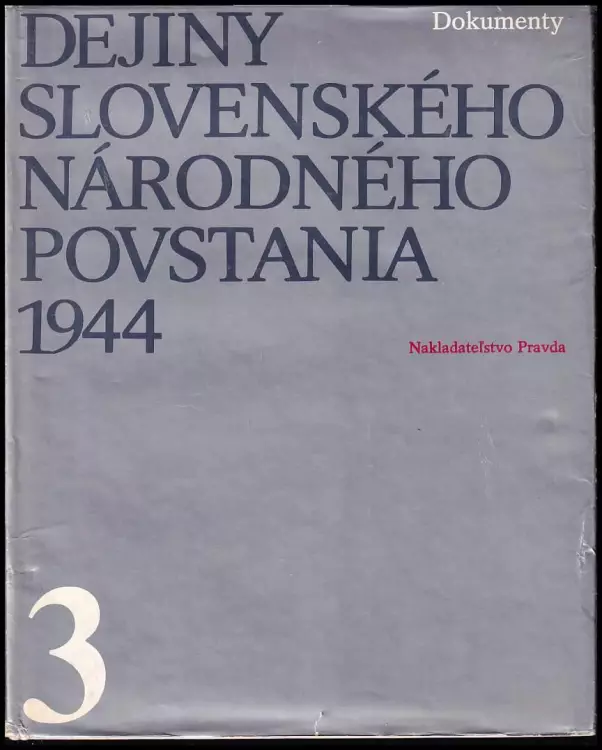 Dokumenty
DEJINY
SLOVENSKÉHO
NÁRODNÉHO
POVSTANIA
1944
Nakladateľstvo Pravda
3